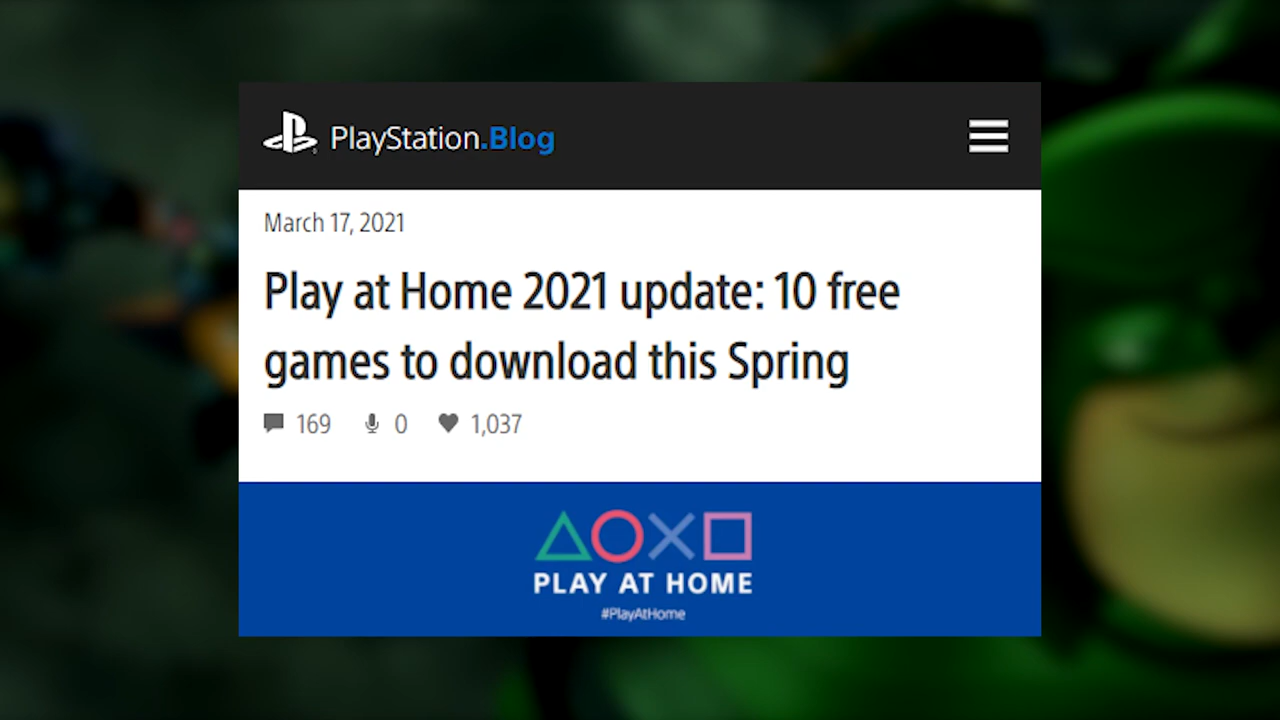 PlayStation.Blog
March 17, 2021
Play at Home 2021 update: 10 free
games to download this Spring
169 0 1,037
PLAY AT HOME
#PlayAtHome